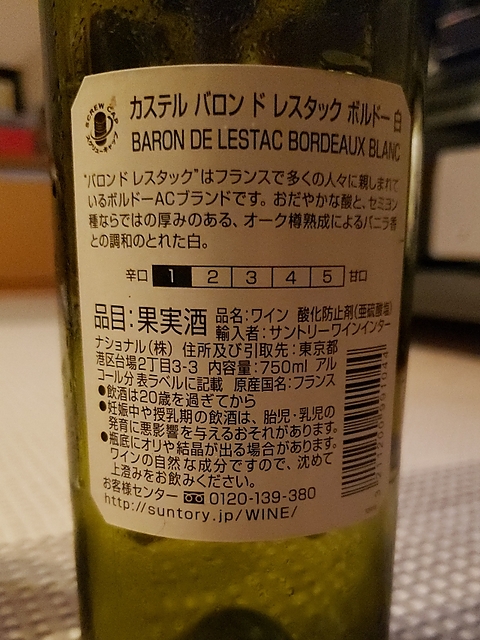 SCREW CAP
カステル バロン ド レスタック ボルドー 白
BARON DE LESTAC BORDEAUX BLANC
"バロンド レスタック"はフランスで多くの人々に親しまれて
いるボルドーACブランドです。おだやかな酸と、セミヨン
種ならではの厚みのある、オーク樽熟成によるバニラ香
との調和のとれた白。
辛口 1 2 3 4 5 甘口
品目:果実酒 品名:ワイン 酸化防止剤(亜硫酸塩)
輸入者:サントリーワインインター
ナショナル(株) 住所及び引取先:東京都
港区台場2丁目3-3 内容量:750ml アル
コール分表ラベルに記載 原産国名:フランス
●飲酒は20歳を過ぎてから
●妊娠中や授乳期の飲酒は、胎児・乳児の
発育に悪影響を与えるおそれがあります。
●瓶底にオリや結晶が出る場合があります。
ワインの自然な成分ですので、沈めて
上澄みをお飲みください。
お客様センター 0120-139-380
http://suntory.jp/WINE/